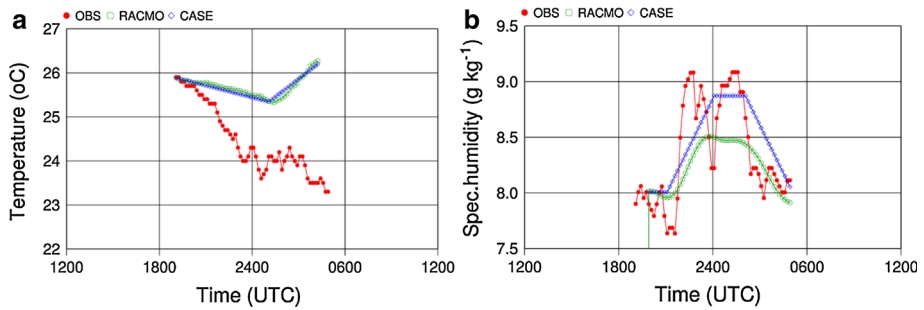 a
OBS RACMO CASE
27
26
25
24
23
22
Temperature (oC)
1200 1800 2400 0600 1200
Time (UTC)
b
OBS RACMO CASE
9.5
9.0
8.5
8.0
7.5
Spec.humidity (g kg-1)
1200 1800 2400 0600 1200
Time (UTC)